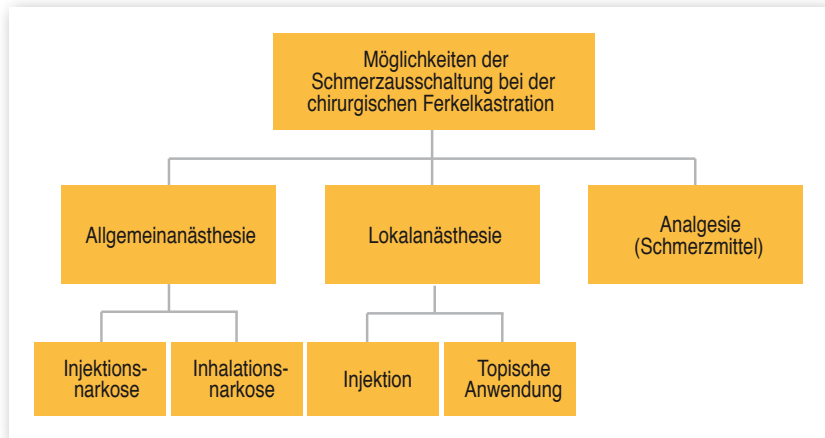 Möglichkeiten der
Schmerzausschaltung bei der
chirurgischen Ferkelkastration
Allgemeinanästhesie
Lokalanästhesie
Analgesie
(Schmerzmittel)
Injektions-
narkose
Inhalations-
narkose
Injektion
Topische
Anwendung